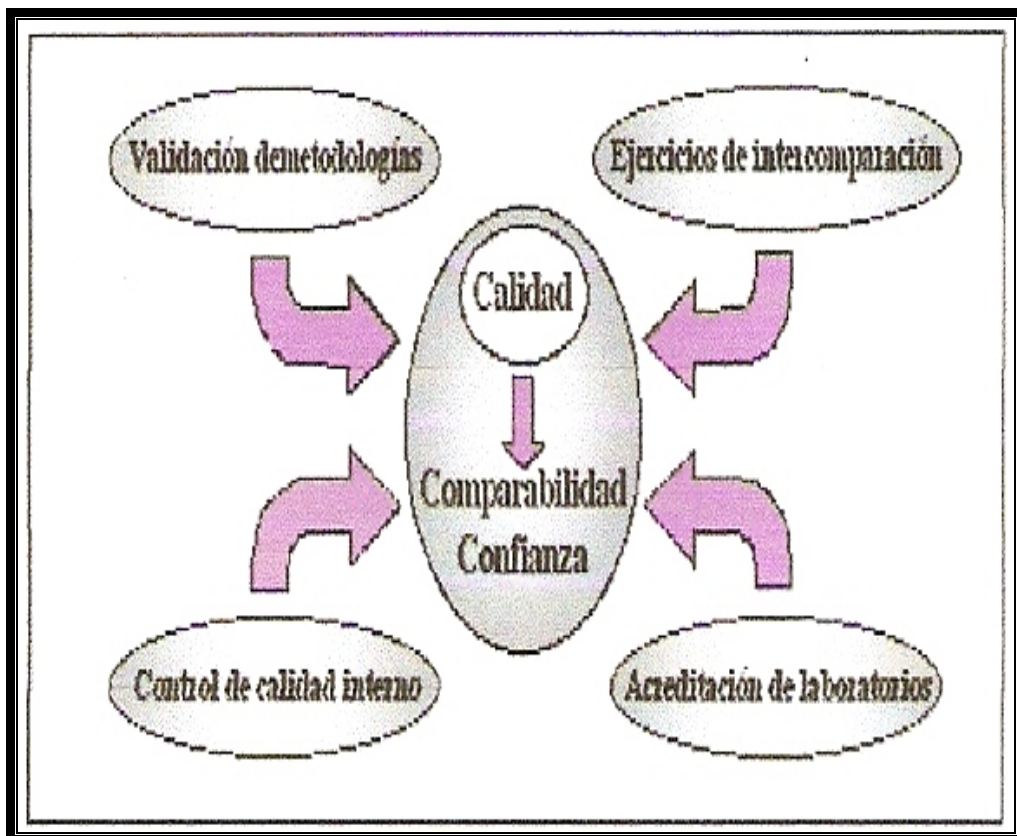 Validación demetodologías
Ejercicios de intercomparación
Calidad
Comparabilidad
Confianza
Control de calidad interno
Acreditación de laboratorios